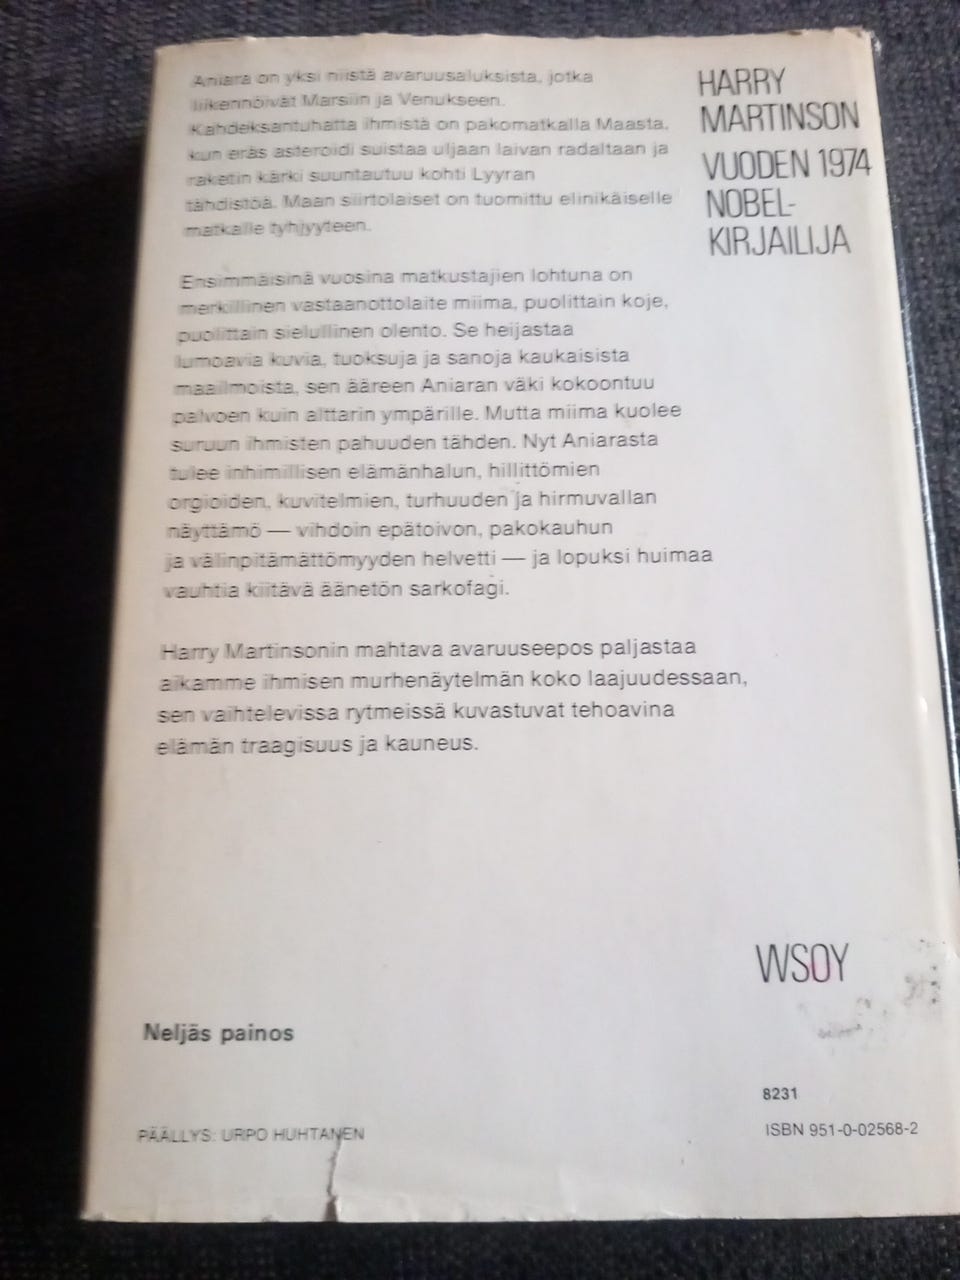 Aniara on yksi niistä avaruusaluksista, jotka
liikennöivät Marsiin ja Venukseen.
Kahdeksantuhatta ihmistä on pakomatkalla Maasta,
kun eräs asteroidi suistaa uljaan laivan radaltaan ja
raketin kärki suuntautuu kohti Lyyran
tähdistöä. Maan siirtolaiset on tuomittu elinikäiselle
matkalle tyhjyyteen.
Ensimmäisinä vuosina matkustajien lohtuna on
merkillinen vastaanottolaite miima, puolittain koje,
puolittain sielullinen olento. Se heijastaa
lumoavia kuvia, tuoksuja ja sanoja kaukaisista
maailmoista, sen ääreen Aniaran väki kokoontuu
palvoen kuin alttarin ympärille. Mutta miima kuolee
suruun ihmisten pahuuden tähden. Nyt Aniarasta
tulee inhimillisen elämänhalun, hillittömien
orgioiden, kuvitelmien, turhuuden ja hirmuvallan
näyttämö — vihdoin epätoivon, pakokauhun
ja välinpitämättömyyden helvetti — ja lopuksi huimaa
vauhtia kiitävä äänetön sarkofagi.
Harry Martinsonin mahtava avaruuseepos paljastaa
aikamme ihmisen murhenäytelmän koko laajuudessaan,
sen vaihtelevissa rytmeissä kuvastuvat tehoavina
elämän traagisuus ja kauneus.
HARRY
MARTINSON
VUODEN 1974
NOBEL-
KIRJAILIJA
WSOY
Neljäs painos
8231
PÄÄLLYS: URPO HUHTANEN
ISBN 951-0-02568-2